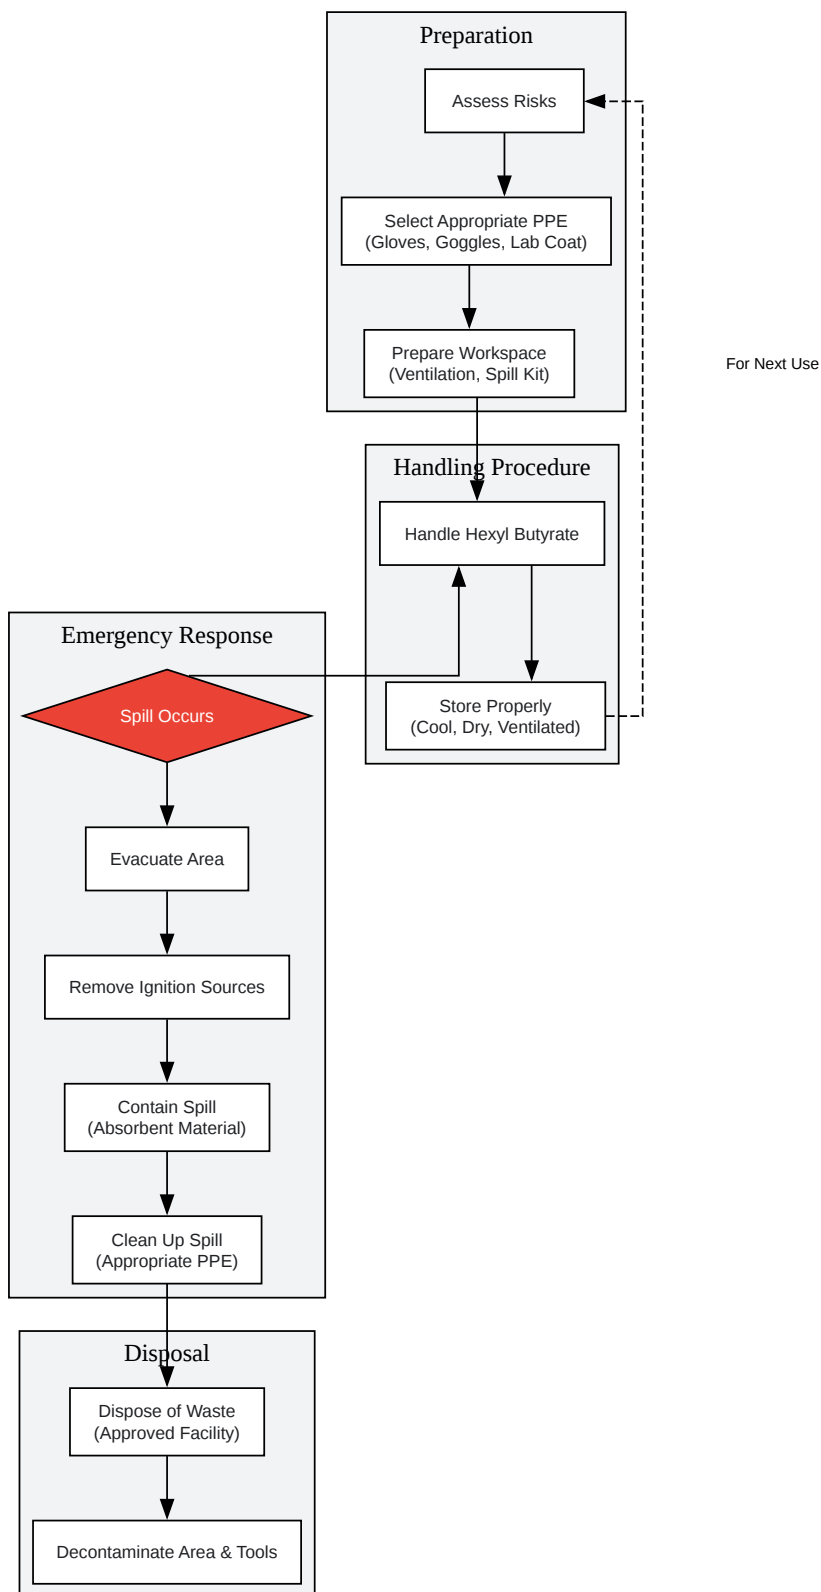 Preparation
Assess Risks
Select Appropriate PPE
(Gloves, Goggles, Lab Coat)
Prepare Workspace
(Ventilation, Spill Kit)
For Next Use
Handling Procedure
Handle Hexyl Butyrate
Store Properly
(Cool, Dry, Ventilated)
Emergency Response
Spill Occurs
Evacuate Area
Remove Ignition Sources
Contain Spill
(Absorbent Material)
Clean Up Spill
(Appropriate PPE)
Disposal
Dispose of Waste
(Approved Facility)
Decontaminate Area & Tools